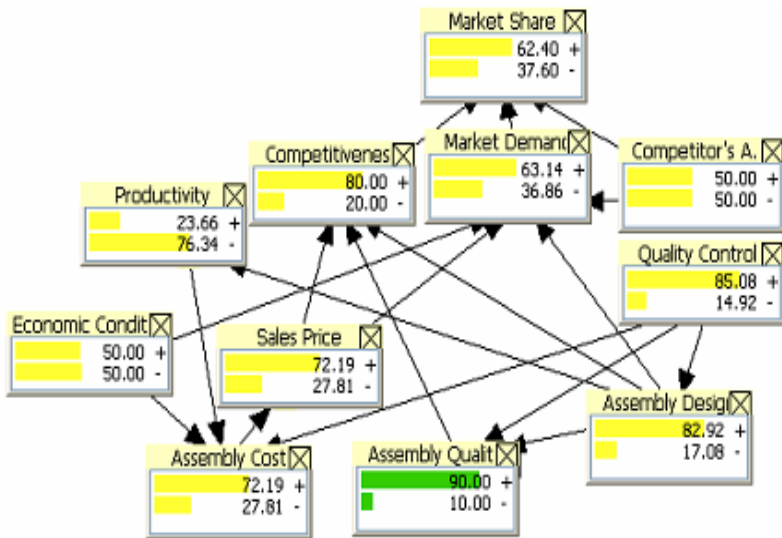 Market Share
62.40 +
37.60 -
Competitivenes
80.00 +
20.00 -
Market Demand
63.14 +
36.86 -
Competitor's A.
50.00 +
50.00 -
Productivity
23.66 +
76.34 -
Quality Control
85.08 +
14.92 -
Economic Condit
50.00 +
50.00 -
Sales Price
72.19 +
27.81 -
Assembly Desig
82.92 +
17.08 -
Assembly Cost
72.19 +
27.81 -
Assembly Qualit
90.00 +
10.00 -